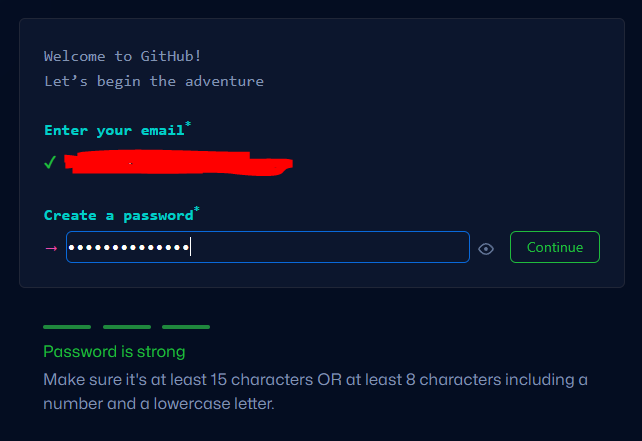 Welcome to GitHub!
Let’s begin the adventure
Enter your email*
✓
Create a password*
→ •••••••••••••• Continue
Password is strong
Make sure it's at least 15 characters OR at least 8 characters including a
number and a lowercase letter.